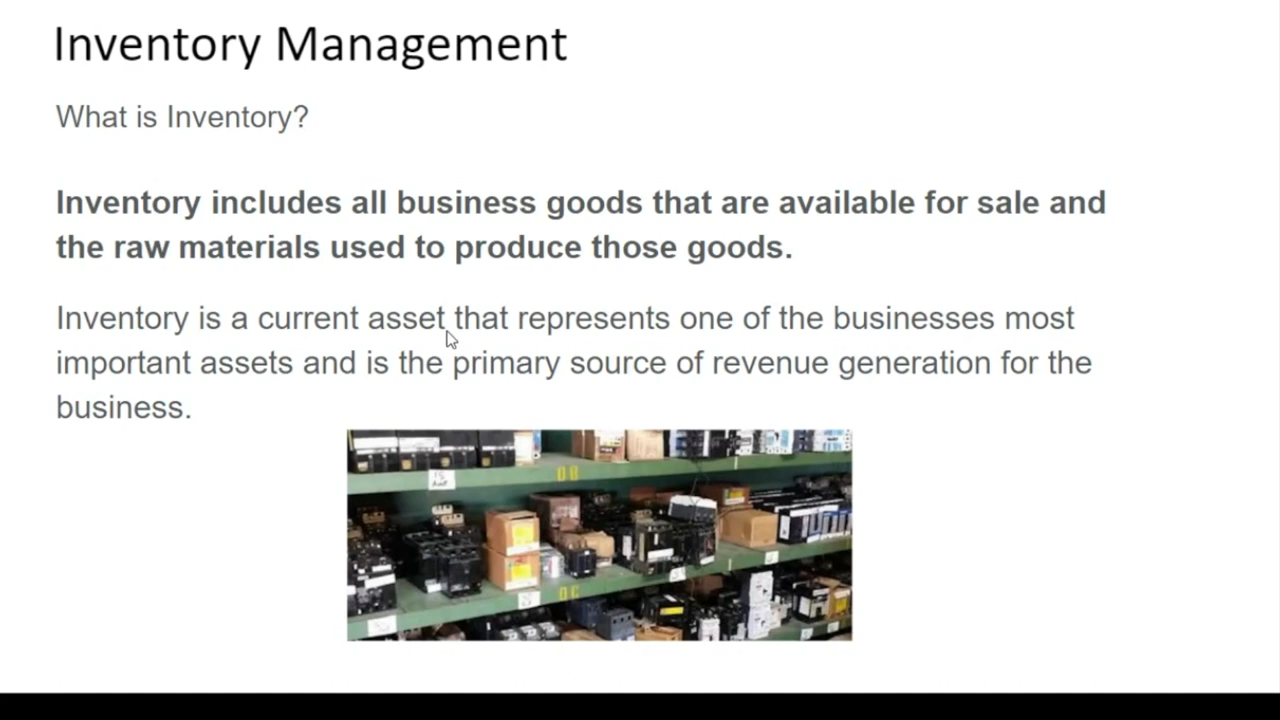 Inventory Management
What is Inventory?
Inventory includes all business goods that are available for sale and
the raw materials used to produce those goods.
Inventory is a current asset that represents one of the businesses most
important assets and is the primary source of revenue generation for the
business.